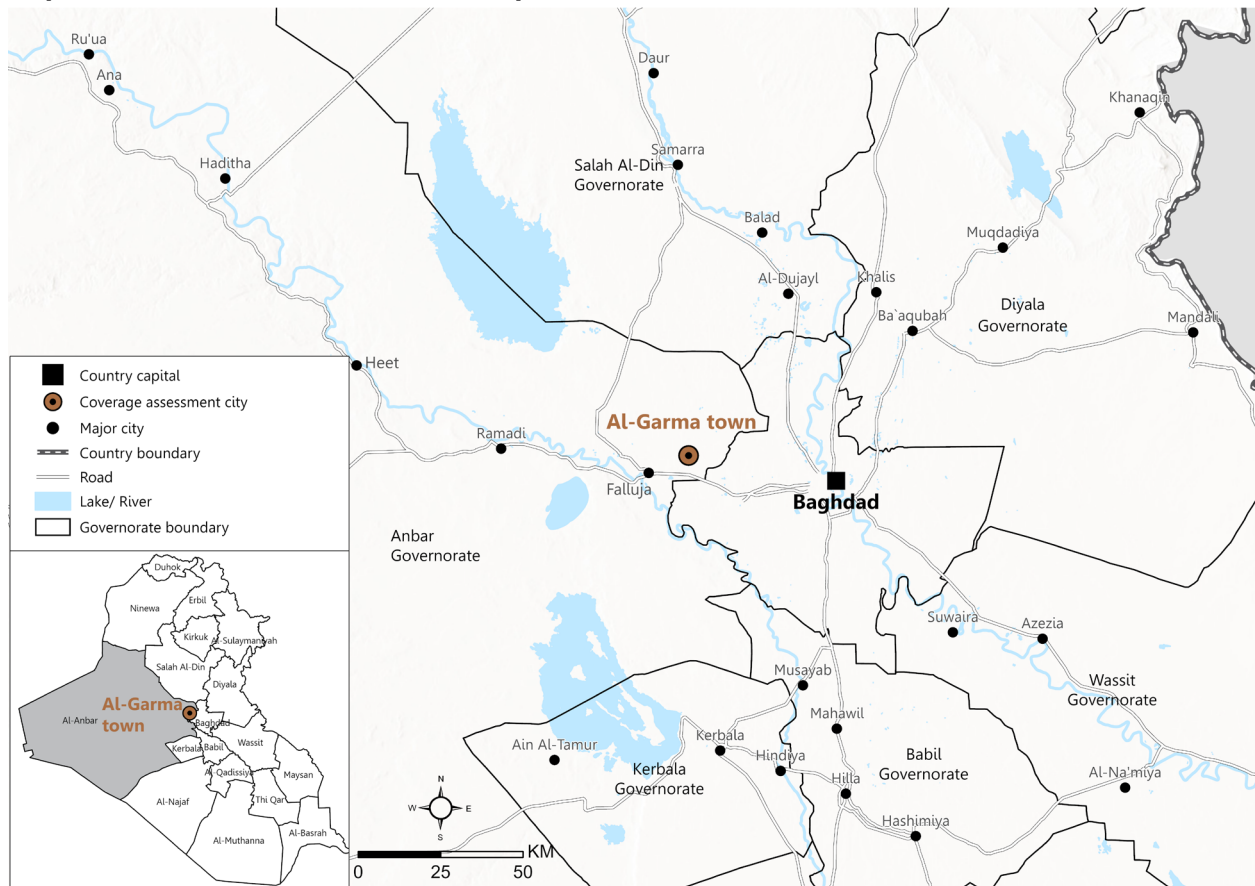 Ru'ua
Ana
Haditha
Daur
Samarra
Salah Al-Din
Governorate
Balad
Al-Dujayl
Khalis
Khanaqin
Muqdadiya
Ba`aqubah
Diyala
Governorate
Mandali
Heet
Ramadi
Al-Garma town
Falluja
Baghdad
Anbar
Governorate
Suwaira
Azezia
Wassit
Governorate
Musayab
Mahawil
Ain Al-Tamur
Kerbala
Kerbala
Governorate
Hindiya
Babil
Governorate
Hilla
Al-Na'miya
Hashimiya
Country capital
Coverage assessment city
Major city
Country boundary
Road
Lake/ River
Governorate boundary
Duhok
Ninewa
Erbil
Kirkuk
Al-Sulaymaniyah
Salah Al-Din
Diyala
Al-Garma
town
Al-Anbar
Baghdad
Kerbala
Babil
Wassit
Al-Qadissiya
Maysan
Al-Najaf
Thi Qar
Al-Basrah
Al-Muthanna
N
W
E
S
KM
0
25
50